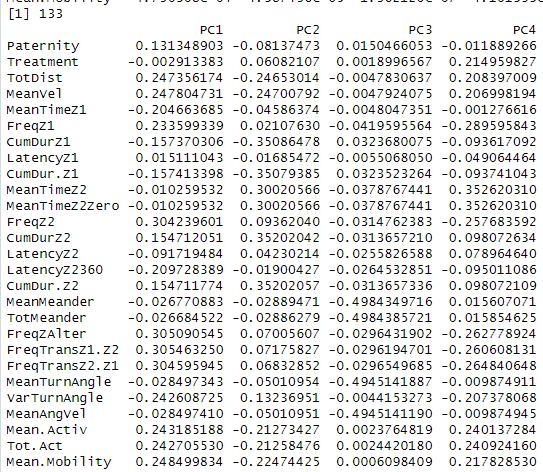 [1] 133
PC1 PC2 PC3 PC4
Paternity 0.131348903 -0.08137473 0.0150466053 -0.011889266
Treatment -0.002913383 0.06082107 0.0018996567 0.214959827
TotDist 0.247356174 -0.24653014 -0.0047830637 0.208397009
MeanVel 0.247804731 -0.24700792 -0.0047924075 0.206998194
MeanTimeZ1 -0.204663685 -0.04586374 -0.0048047351 -0.001276616
FreqZ1 0.233599339 0.02107630 -0.0419595564 -0.289595843
CumDurZ1 -0.157370306 -0.35086478 0.0323680075 -0.093617092
LatencyZ1 0.015111043 -0.01685472 -0.0055068050 -0.049064464
CumDur.Z1 -0.157413398 -0.35079385 0.0323523264 -0.093741043
MeanTimeZ2 -0.010259532 0.30020566 -0.0378767441 0.352620310
MeanTimeZ2Zero -0.010259532 0.30020566 -0.0378767441 0.352620310
FreqZ2 0.304239601 0.09362040 -0.0314762383 -0.257683592
CumDurZ2 0.154712051 0.35202042 -0.0313657210 0.098072634
LatencyZ2 -0.091719484 0.04230214 -0.0255826588 0.078964640
LatencyZ2360 -0.209728389 -0.01900427 -0.0264532851 -0.095011086
CumDur.Z2 0.154711774 0.35202057 -0.0313657336 0.098072109
MeanMeander -0.026770883 -0.02889471 -0.4984349716 0.015607071
TotMeander -0.026684522 -0.02886279 -0.4984385721 0.015854625
FreqZAlter 0.305090545 0.07005607 -0.0296431902 -0.262778924
FreqTransZ1.Z2 0.305463250 0.07175827 -0.0296194701 -0.260608131
FreqTransZ2.Z1 0.304595945 0.06832852 -0.0296549685 -0.264840648
MeanTurnAngle -0.028497343 -0.05010954 -0.4945141887 -0.009874911
VarTurnAngle -0.242608725 0.13236951 -0.0044153273 -0.207378068
MeanAngVel -0.028497410 -0.05010951 -0.4945141190 -0.009874945
Mean.Activ 0.243185188 -0.21273427 0.0023764819 0.240137284
Tot.Act 0.242705530 -0.21258476 0.0024420180 0.240924160
Mean.Mobility 0.248499834 -0.22474425 0.0006098409 0.217828530